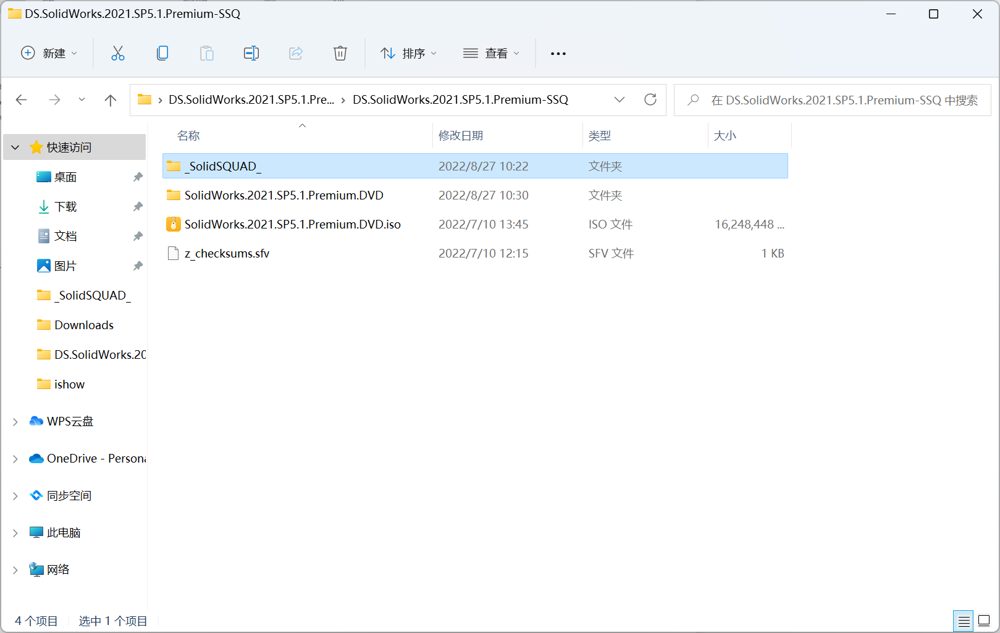 DS.SolidWorks.2021.SP5.1.Premium-SSQ
新建 排序 查看
DS.SolidWorks.2021.SP5.1.Pre... DS.SolidWorks.2021.SP5.1.Premium-SSQ 在 DS.SolidWorks.2021.SP5.1.Premium-SSQ 中搜索
名称 修改日期 类型 大小
_SolidSQUAD_ 2022/8/27 10:22 文件夹
SolidWorks.2021.SP5.1.Premium.DVD 2022/8/27 10:30 文件夹
SolidWorks.2021.SP5.1.Premium.DVD.iso 2022/7/10 13:45 ISO 文件 16,248,448 ...
z_checksums.sfv 2022/7/10 12:15 SFV 文件 1 KB
快速访问
桌面
下载
文档
图片
_SolidSQUAD_
Downloads
DS.SolidWorks.20
ishow
WPS云盘
OneDrive - Persona
同步空间
此电脑
网络
4 个项目 选中 1 个项目